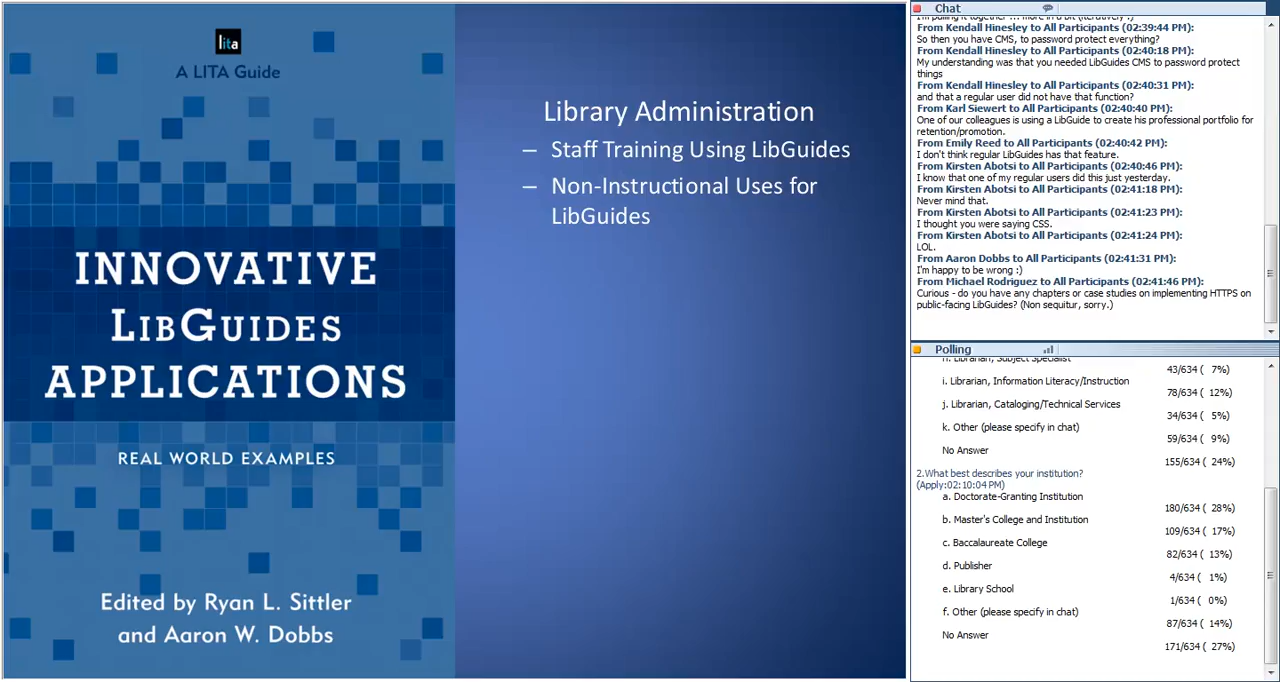 lita
A LITA Guide
INNOVATIVE
LIBGUIDES
APPLICATIONS
REAL WORLD EXAMPLES
Edited by Ryan L. Sittler
and Aaron W. Dobbs
Library Administration
– Staff Training Using LibGuides
– Non-Instructional Uses for
LibGuides
Chat
I'm pulling it together ... more in a bit (iteratively :)
From Kendall Hinesley to All Participants (02:39:44 PM):
So then you have CMS, to password protect everything?
From Kendall Hinesley to All Participants (02:40:18 PM):
My understanding was that you needed LibGuides CMS to password protect
things
From Kendall Hinesley to All Participants (02:40:31 PM):
and that a regular user did not have that function?
From Karl Siewert to All Participants (02:40:40 PM):
One of our colleagues is using a LibGuide to create his professional portfolio for
retention/promotion.
From Emily Reed to All Participants (02:40:42 PM):
I don't think regular LibGuides has that feature.
From Kirsten Abotsi to All Participants (02:40:46 PM):
I know that one of my regular users did this just yesterday.
From Kirsten Abotsi to All Participants (02:41:18 PM):
Never mind that.
From Kirsten Abotsi to All Participants (02:41:23 PM):
I thought you were saying CSS.
From Kirsten Abotsi to All Participants (02:41:24 PM):
LOL.
From Aaron Dobbs to All Participants (02:41:31 PM):
I'm happy to be wrong :)
From Michael Rodriguez to All Participants (02:41:46 PM):
Curious - do you have any chapters or case studies on implementing HTTPS on
public-facing LibGuides? (Non sequitur, sorry.)
Polling
h. Librarian, Subject Specialist
43/634 ( 7%)
i. Librarian, Information Literacy/Instruction
78/634 ( 12%)
j. Librarian, Cataloging/Technical Services
34/634 ( 5%)
k. Other (please specify in chat)
59/634 ( 9%)
No Answer
155/634 ( 24%)
2.What best describes your institution?
(Apply:02:10:04 PM)
a. Doctorate-Granting Institution
180/634 ( 28%)
b. Master's College and Institution
109/634 ( 17%)
c. Baccalaureate College
82/634 ( 13%)
d. Publisher
4/634 ( 1%)
e. Library School
1/634 ( 0%)
f. Other (please specify in chat)
87/634 ( 14%)
No Answer
171/634 ( 27%)